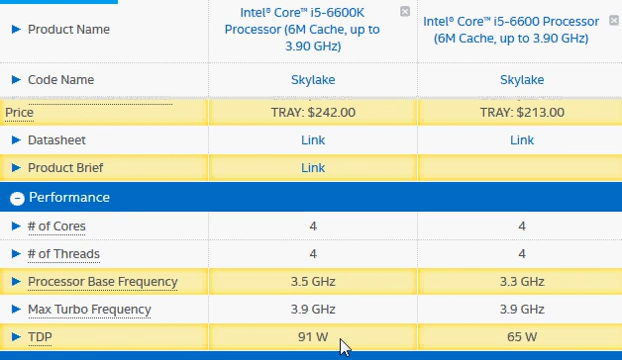 Product Name
Intel® Core™ i5-6600K
Processor (6M Cache, up to
3.90 GHz)
Intel® Core™ i5-6600 Processor
(6M Cache, up to 3.90 GHz)
Code Name Skylake Skylake
Price TRAY: $242.00 TRAY: $213.00
Datasheet Link Link
Product Brief Link
Performance
# of Cores 4 4
# of Threads 4 4
Processor Base Frequency 3.5 GHz 3.3 GHz
Max Turbo Frequency 3.9 GHz 3.9 GHz
TDP 91 W 65 W